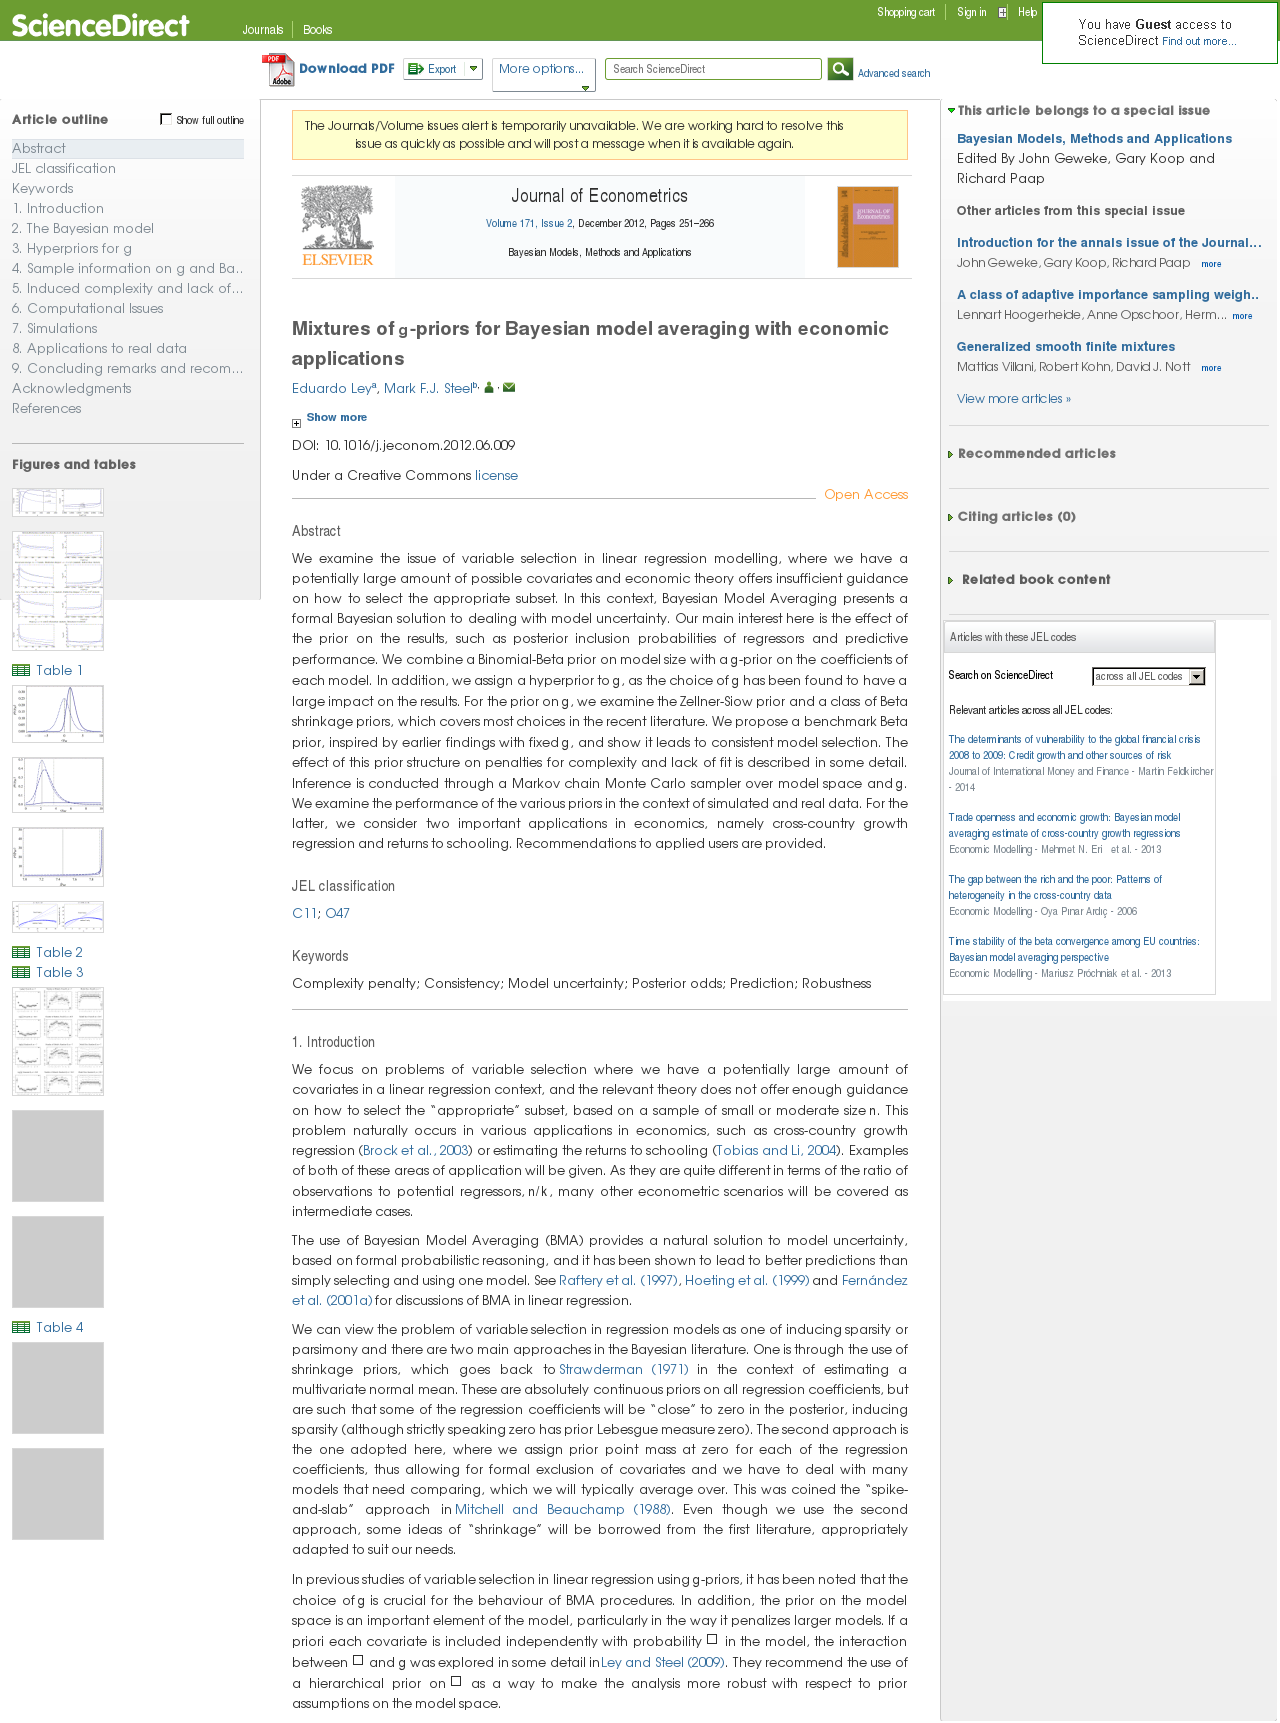 ScienceDirect
Journals
Books
Shopping cart
Sign in
Help
You have Guest access to
ScienceDirect Find out more...
Download PDF
Export
More options...
Search ScienceDirect
Advanced search
Article outline
Show full outline
Abstract
JEL classification
Keywords
1. Introduction
2. The Bayesian model
3. Hyperpriors for g
4. Sample information on g and Ba..
5. Induced complexity and lack of...
6. Computational Issues
7. Simulations
8. Applications to real data
9. Concluding remarks and recom...
Acknowledgments
References
Figures and tables
Table 1
Table 2
Table 3
Table 4
The Journals/Volume issues alert is temporarily unavailable. We are working hard to resolve this
issue as quickly as possible and will post a message when it is available again.
ELSEVIER
Journal of Econometrics
Volume 171, Issue 2, December 2012, Pages 251–266
Bayesian Models, Methods and Applications
Mixtures of g-priors for Bayesian model averaging with economic
applications
Eduardo Ley a, Mark F.J. Steel b,
Show more
DOI: 10.1016/j.jeconom.2012.06.009
Under a Creative Commons license
Open Access
Abstract
We examine the issue of variable selection in linear regression modelling, where we have a
potentially large amount of possible covariates and economic theory offers insufficient guidance
on how to select the appropriate subset. In this context, Bayesian Model Averaging presents a
formal Bayesian solution to dealing with model uncertainty. Our main interest here is the effect of
the prior on the results, such as posterior inclusion probabilities of regressors and predictive
performance. We combine a Binomial-Beta prior on model size with a g-prior on the coefficients of
each model. In addition, we assign a hyperprior to g, as the choice of g has been found to have a
large impact on the results. For the prior on g, we examine the Zellner-Siow prior and a class of Beta
shrinkage priors, which covers most choices in the recent literature. We propose a benchmark Beta
prior, inspired by earlier findings with fixed g, and show it leads to consistent model selection. The
effect of this prior structure on penalties for complexity and lack of fit is described in some detail.
Inference is conducted through a Markov chain Monte Carlo sampler over model space and g.
We examine the performance of the various priors in the context of simulated and real data. For the
latter, we consider two important applications in economics, namely cross-country growth
regression and returns to schooling. Recommendations to applied users are provided.
JEL classification
C11; O47
Keywords
Complexity penalty; Consistency; Model uncertainty; Posterior odds; Prediction; Robustness
1. Introduction
We focus on problems of variable selection where we have a potentially large amount of
covariates in a linear regression context, and the relevant theory does not offer enough guidance
on how to select the “appropriate” subset, based on a sample of small or moderate size n. This
problem naturally occurs in various applications in economics, such as cross-country growth
regression (Brock et al., 2003) or estimating the returns to schooling (Tobias and Li, 2004). Examples
of both of these areas of application will be given. As they are quite different in terms of the ratio of
observations to potential regressors, n/k, many other econometric scenarios will be covered as
intermediate cases.
The use of Bayesian Model Averaging (BMA) provides a natural solution to model uncertainty,
based on formal probabilistic reasoning, and it has been shown to lead to better predictions than
simply selecting and using one model. See Raftery et al. (1997), Hoeting et al. (1999) and Fernández
et al. (2001a) for discussions of BMA in linear regression.
We can view the problem of variable selection in regression models as one of inducing sparsity or
parsimony and there are two main approaches in the Bayesian literature. One is through the use of
shrinkage priors, which goes back to Strawderman (1971) in the context of estimating a
multivariate normal mean. These are absolutely continuous priors on all regression coefficients, but
are such that some of the regression coefficients will be “close” to zero in the posterior, inducing
sparsity (although strictly speaking zero has prior Lebesgue measure zero). The second approach is
the one adopted here, where we assign prior point mass at zero for each of the regression
coefficients, thus allowing for formal exclusion of covariates and we have to deal with many
models that need comparing, which we will typically average over. This was coined the “spike-
and-slab” approach in Mitchell and Beauchamp (1988). Even though we use the second
approach, some ideas of “shrinkage” will be borrowed from the first literature, appropriately
adapted to suit our needs.
In previous studies of variable selection in linear regression using g-priors, it has been noted that the
choice of g is crucial for the behaviour of BMA procedures. In addition, the prior on the model
space is an important element of the model, particularly in the way it penalizes larger models. If a
priori each covariate is included independently with probability in the model, the interaction
between and g was explored in some detail in Ley and Steel (2009). They recommend the use of
a hierarchical prior on as a way to make the analysis more robust with respect to prior
assumptions on the model space.
This article belongs to a special issue
Bayesian Models, Methods and Applications
Edited By John Geweke, Gary Koop and
Richard Paap
Other articles from this special issue
Introduction for the annals issue of the Journal...
John Geweke, Gary Koop, Richard Paap more
A class of adaptive importance sampling weigh..
Lennart Hoogerheide, Anne Opschoor, Herm... more
Generalized smooth finite mixtures
Mattias Villani, Robert Kohn, David J. Nott more
View more articles »
Recommended articles
Citing articles (0)
Related book content
Articles with these JEL codes
Search on ScienceDirect
across all JEL codes
Relevant articles across all JEL codes:
The determinants of vulnerability to the global financial crisis
2008 to 2009: Credit growth and other sources of risk
Journal of International Money and Finance - Martin Feldkircher
- 2014
Trade openness and economic growth: Bayesian model
averaging estimate of cross-country growth regressions
Economic Modelling - Mehmet N. Eri et al. - 2013
The gap between the rich and the poor: Patterns of
heterogeneity in the cross-country data
Economic Modelling - Oya Pınar Ardıç - 2006
Time stability of the beta convergence among EU countries:
Bayesian model averaging perspective
Economic Modelling - Mariusz Próchniak et al. - 2013